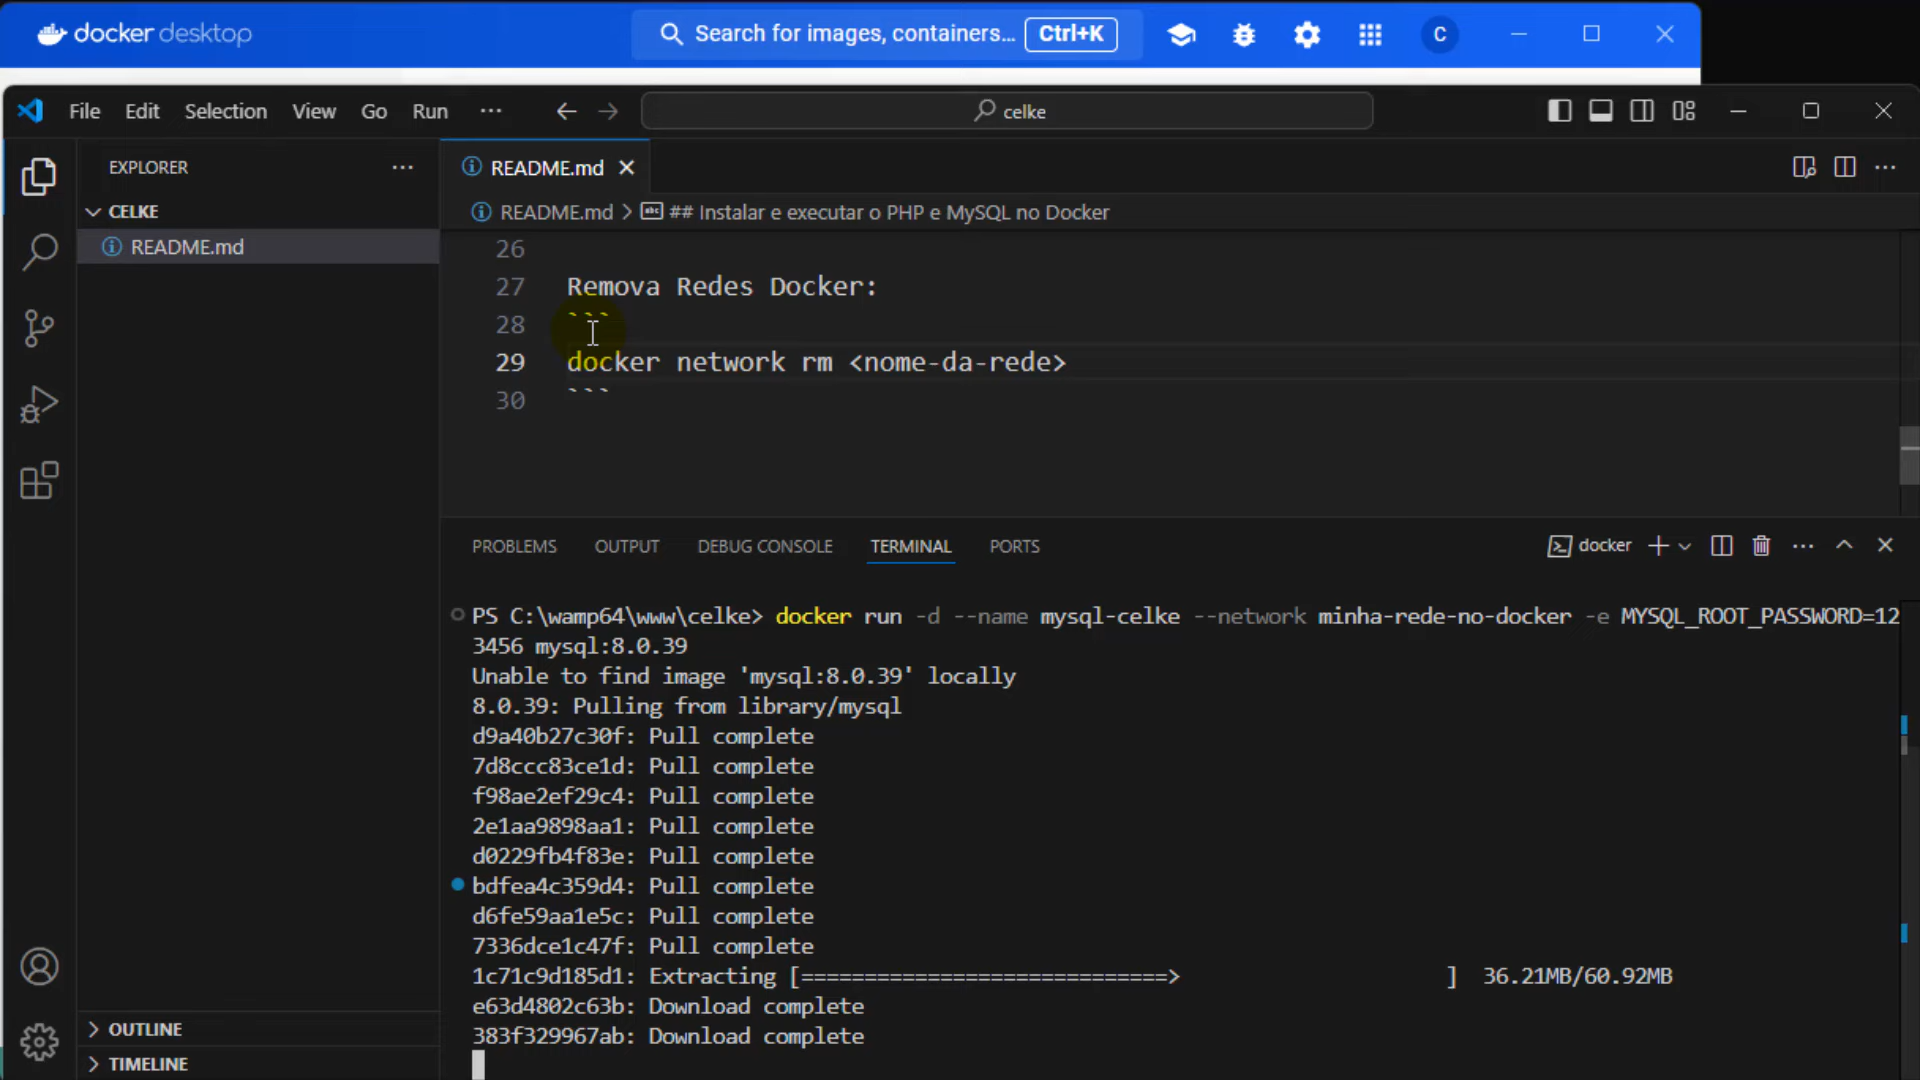 docker desktop
Search for images, containers... Ctrl+K
C
File Edit Selection View Go Run ...
celke
EXPLORER
README.md
CELKE
README.md > ## Instalar e executar o PHP e MySQL no Docker
README.md
26
27 Remova Redes Docker:
28 ```
29 docker network rm <nome-da-rede>
30 ```
PROBLEMS OUTPUT DEBUG CONSOLE TERMINAL PORTS
docker
PS C:\wamp64\www\celke> docker run -d --name mysql-celke --network minha-rede-no-docker -e MYSQL_ROOT_PASSWORD=12
3456 mysql:8.0.39
Unable to find image 'mysql:8.0.39' locally
8.0.39: Pulling from library/mysql
d9a40b27c30f: Pull complete
7d8ccc83ce1d: Pull complete
f98ae2ef29c4: Pull complete
2e1aa9898aa1: Pull complete
d0229fb4f83e: Pull complete
bdfea4c359d4: Pull complete
d6fe59aa1e5c: Pull complete
7336dce1c47f: Pull complete
1c71c9d185d1: Extracting [=============================> ] 36.21MB/60.92MB
e63d4802c63b: Download complete
383f329967ab: Download complete
OUTLINE
TIMELINE